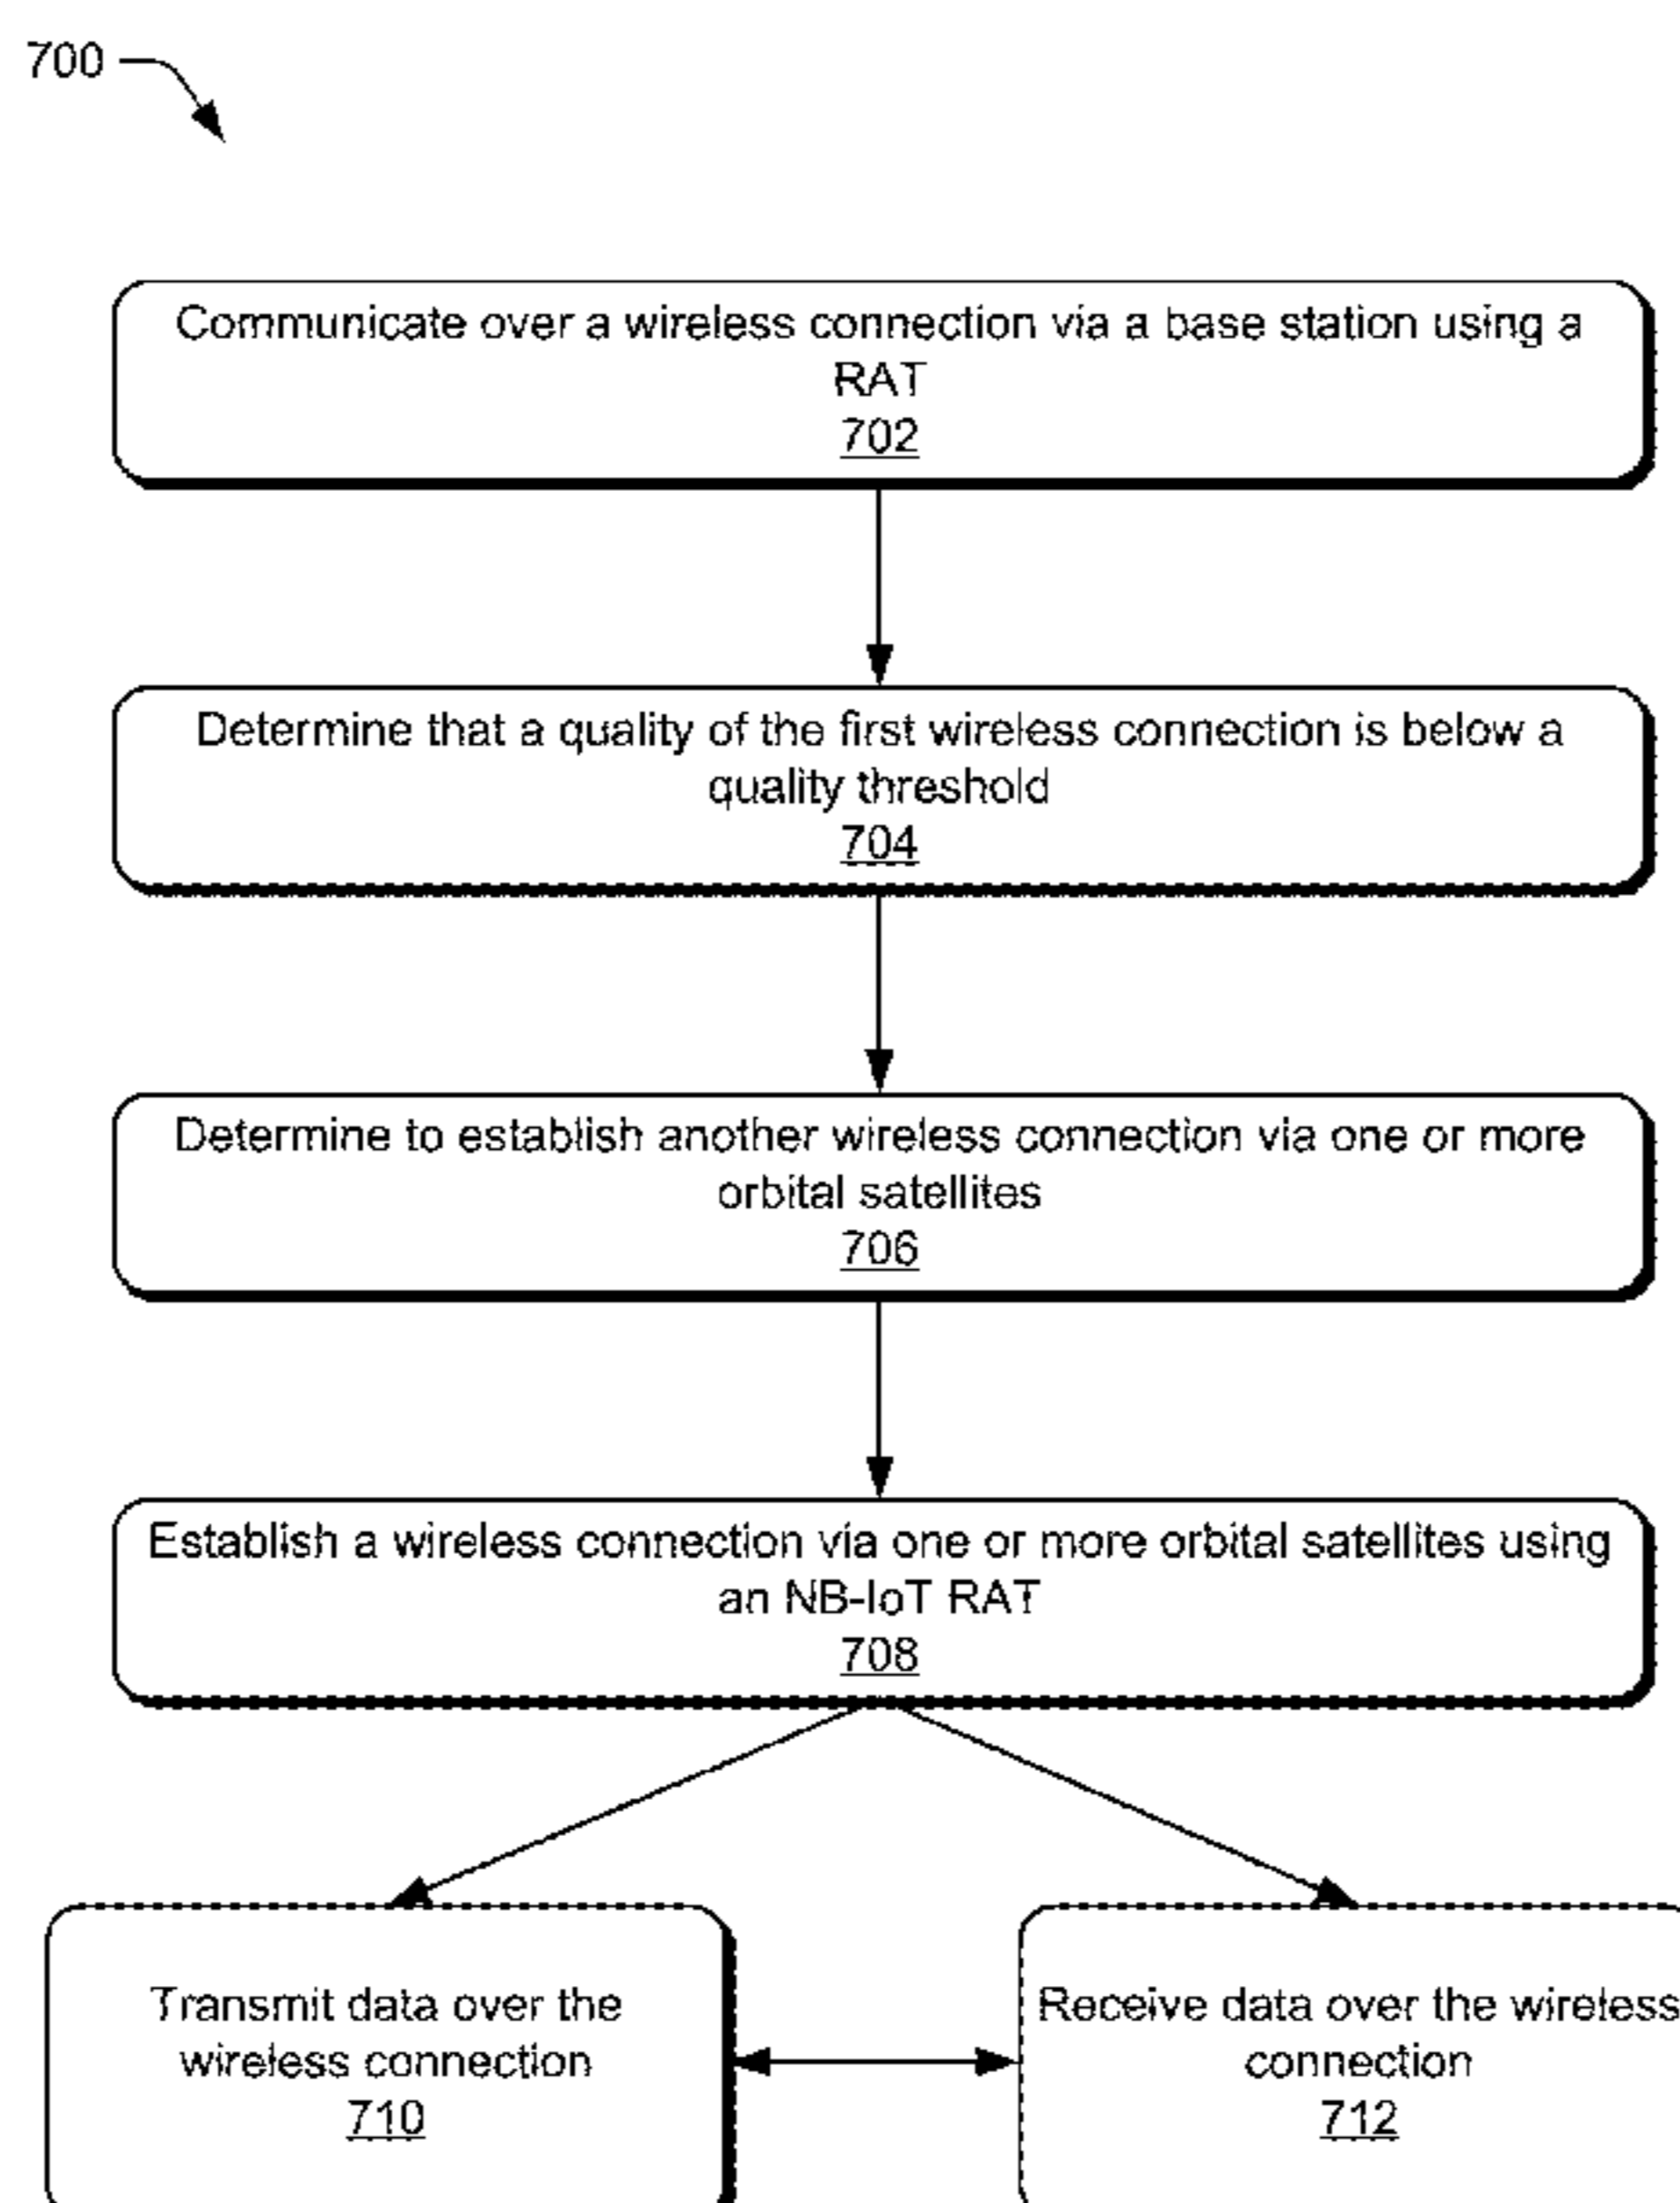 700
Communicate over a wireless connection via a base station using a
RAT
702
Determine that a quality of the first wireless connection is below a
quality threshold
704
Determine to establish another wireless connection via one or more
orbital satellites
706
Establish a wireless connection via one or more orbital satellites using
an NB-IoT RAT
708
Transmit data over the
wireless connection
710
Receive data over the wireless
connection
712